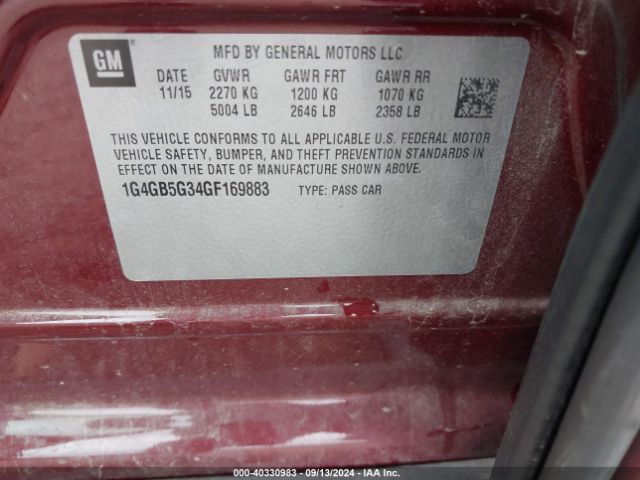 GM
MFD BY GENERAL MOTORS LLC
DATE GVWR GAWR FRT GAWR RR
11/15 2270 KG 1200 KG 1070 KG
5004 LB 2646 LB 2358 LB
THIS VEHICLE CONFORMS TO ALL APPLICABLE U.S. FEDERAL MOTOR
VEHICLE SAFETY, BUMPER, AND THEFT PREVENTION STANDARDS IN
EFFECT ON THE DATE OF MANUFACTURE SHOWN ABOVE.
1G4GB5G34GF169883 TYPE: PASS CAR
000-40330983 - 09/13/2024 - IAA Inc.